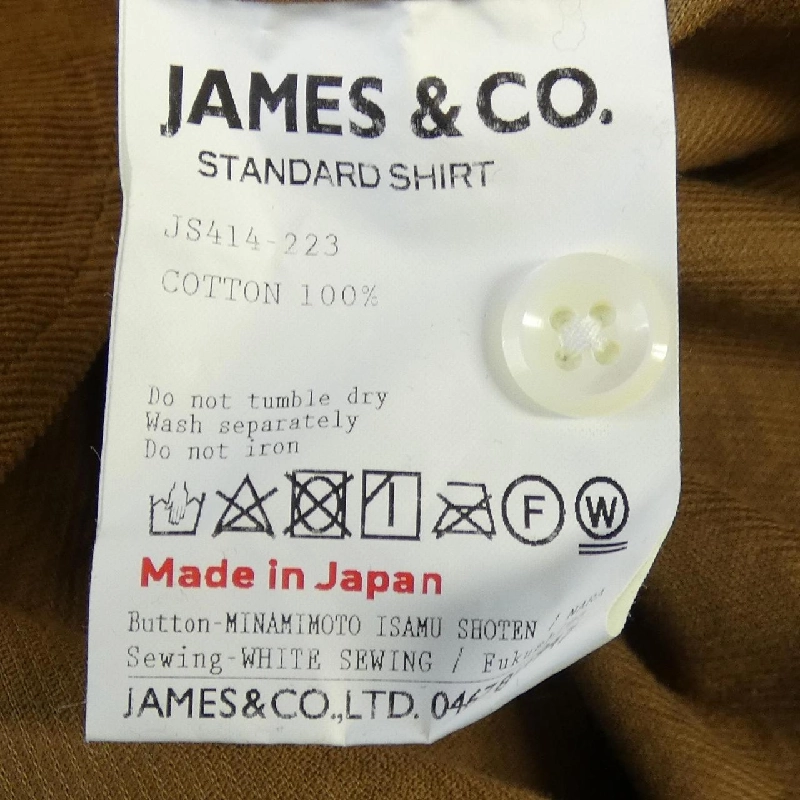 JAMES & CO.
STANDARD SHIRT
JS414-223
COTTON 100%
Do not tumble dry
Wash separately
Do not iron
F W
Made in Japan
Button-MINAMIMOTO ISAMU SHOTEN / NARA
Sewing-WHITE SEWING /
JAMES&CO.,LTD.